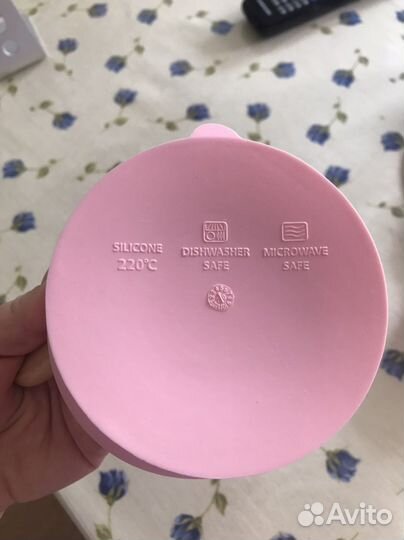 SILICONE
220°C
DISHWASHER
SAFE
MICROWAVE
SAFE
Avito